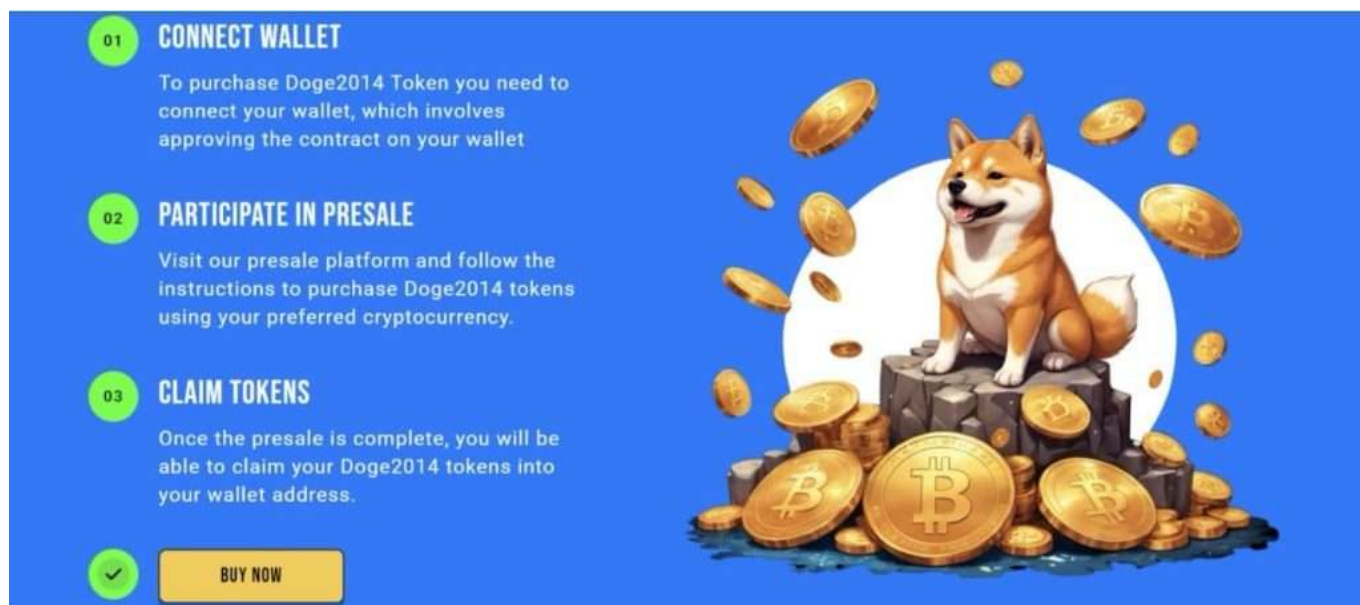 01
CONNECT WALLET
To purchase Doge2014 Token you need to
connect your wallet, which involves
approving the contract on your wallet
02
PARTICIPATE IN PRESALE
Visit our presale platform and follow the
instructions to purchase Doge2014 tokens
using your preferred cryptocurrency.
03
CLAIM TOKENS
Once the presale is complete, you will be
able to claim your Doge2014 tokens into
your wallet address.
BUY NOW